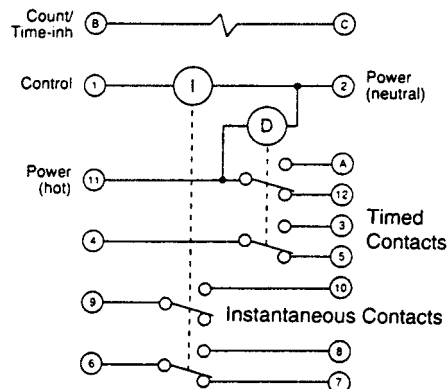 Count/
Time-inh
B
C
Control
1
I
2
Power
(neutral)
D
Power
(hot)
11
A
12
3
Timed
Contacts
4
5
10
9
Instantaneous Contacts
6
8
7